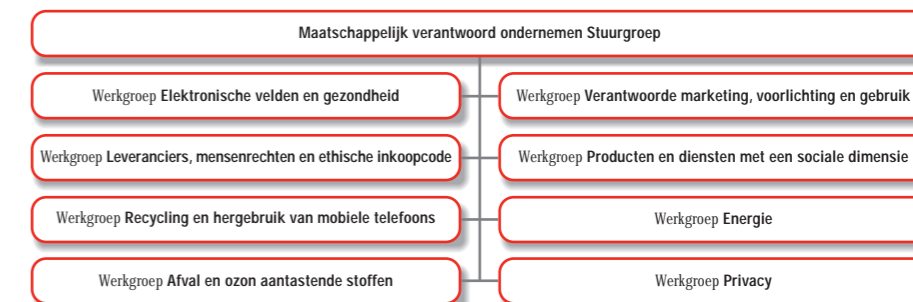 Maatschappelijk verantwoord ondernemen Stuurgroep
Werkgroep Elektronische velden en gezondheid
Werkgroep Verantwoorde marketing, voorlichting en gebruik
Werkgroep Leveranciers, mensenrechten en ethische inkoopcode
Werkgroep Producten en diensten met een sociale dimensie
Werkgroep Recycling en hergebruik van mobiele telefoons
Werkgroep Energie
Werkgroep Afval en ozon aantastende stoffen
Werkgroep Privacy